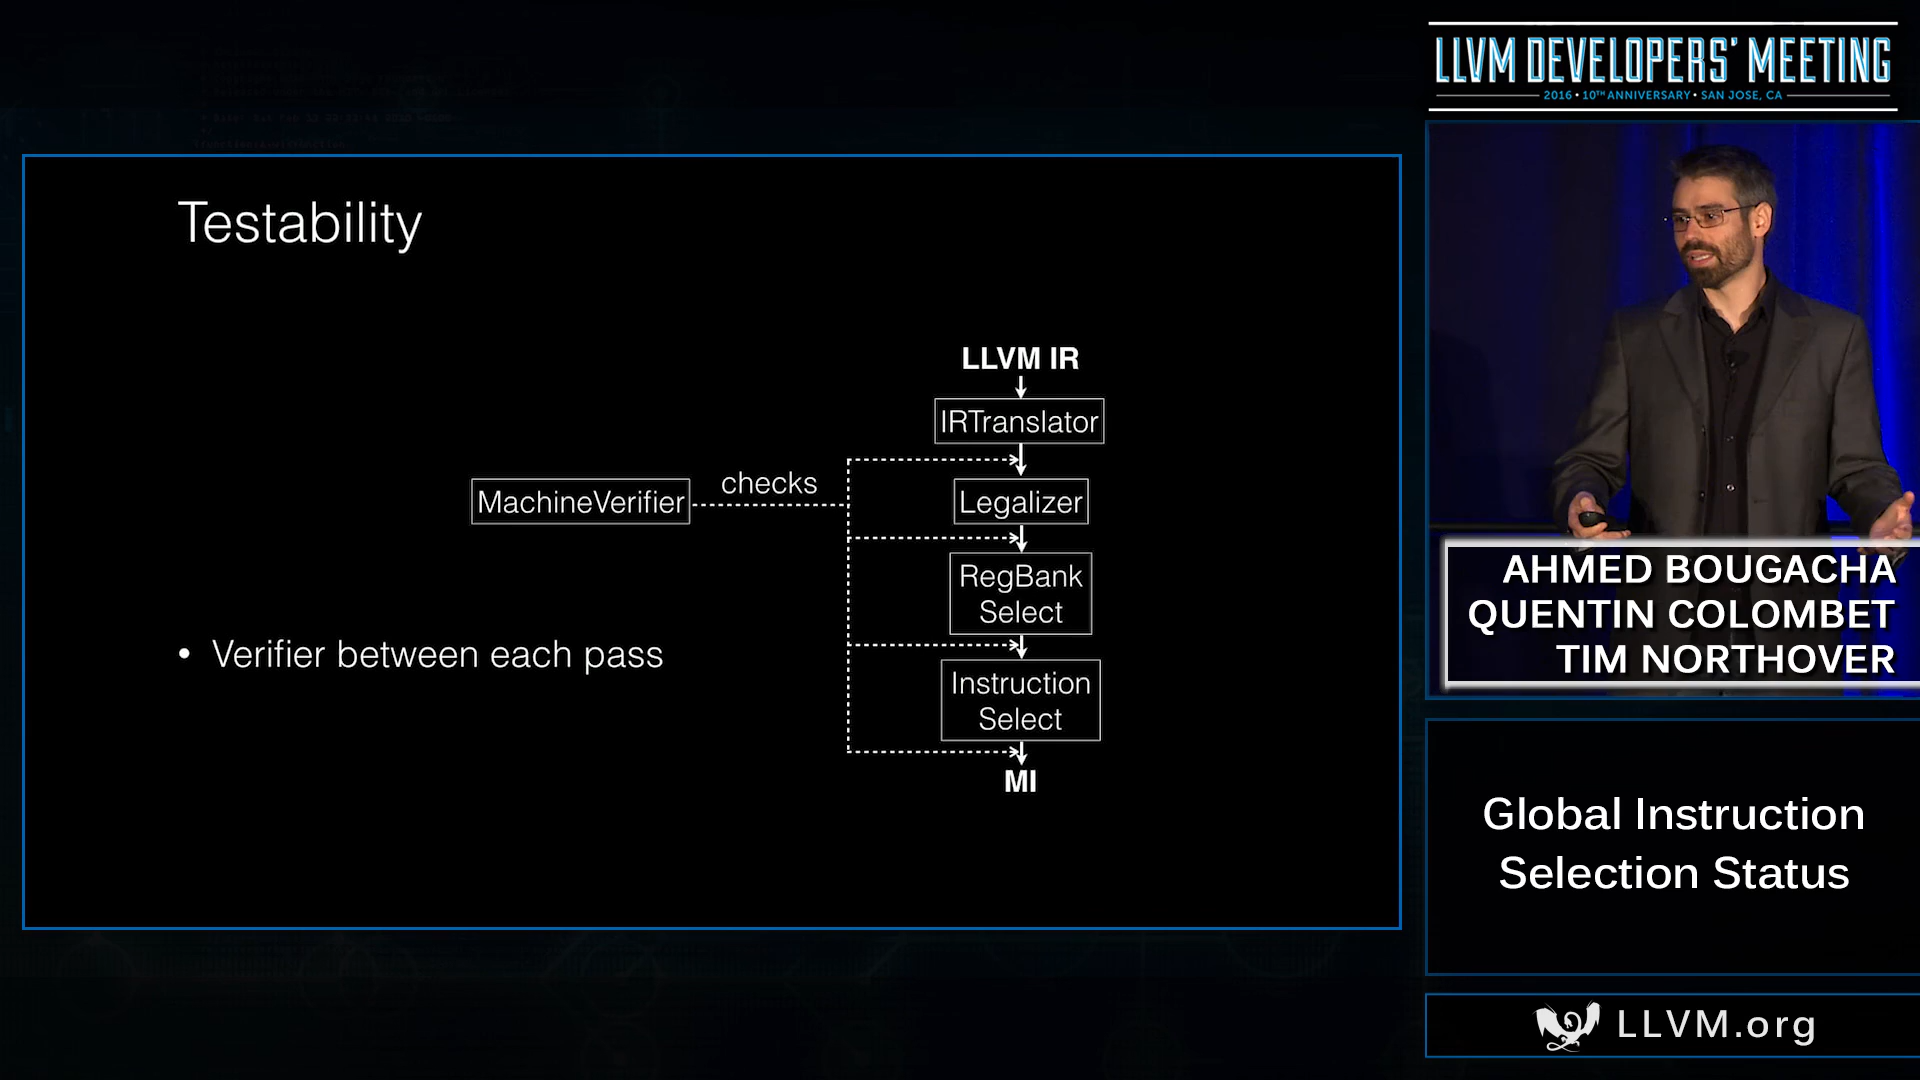 LLVM DEVELOPERS' MEETING
2016 • 10TH ANNIVERSARY • SAN JOSE, CA
Testability
LLVM IR
IRTranslator
checks
MachineVerifier
Legalizer
RegBank
Select
• Verifier between each pass
Instruction
Select
MI
AHMED BOUGACHA
QUENTIN COLOMBET
TIM NORTHOVER
Global Instruction
Selection Status
LLVM.org